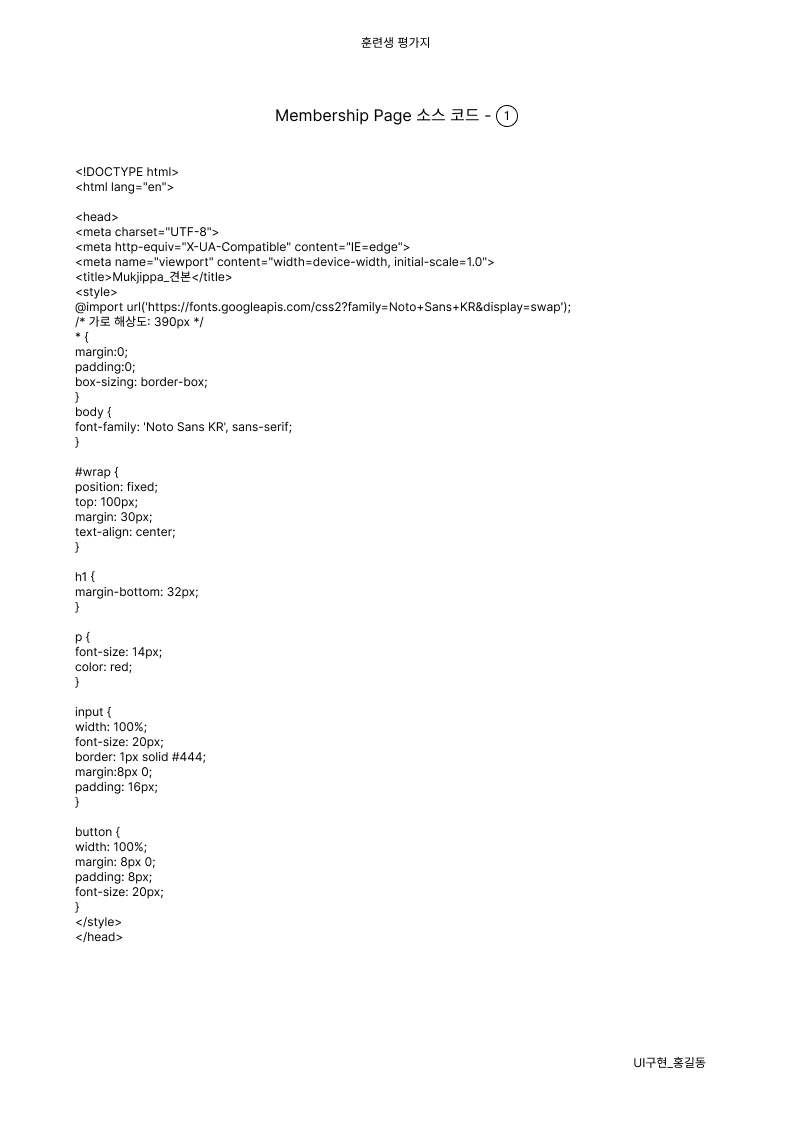 훈련생 평가지
Membership Page 소스 코드 - ①
<!DOCTYPE html>
<html lang="en">
<head>
<meta charset="UTF-8">
<meta http-equiv="X-UA-Compatible" content="IE=edge">
<meta name="viewport" content="width=device-width, initial-scale=1.0">
<title>Mukjippa_견본</title>
<style>
@import url('https://fonts.googleapis.com/css2?family=Noto+Sans+KR&display=swap');
/* 가로 해상도: 390px */
* {
margin:0;
padding:0;
box-sizing: border-box;
}
body {
font-family: 'Noto Sans KR', sans-serif;
}
#wrap {
position: fixed;
top: 100px;
margin: 30px;
text-align: center;
}
h1 {
margin-bottom: 32px;
}
p {
font-size: 14px;
color: red;
}
input {
width: 100%;
font-size: 20px;
border: 1px solid #444;
margin:8px 0;
padding: 16px;
}
button {
width: 100%;
margin: 8px 0;
padding: 8px;
font-size: 20px;
}
</style>
</head>
UI구현_홍길동